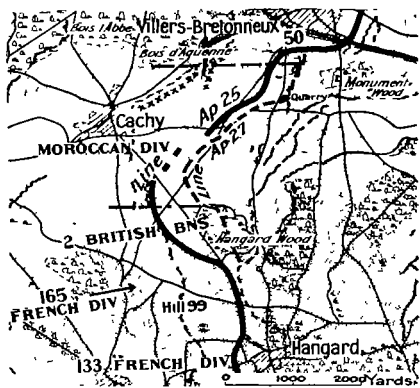 Bois l'Abbé
Villers-Bretonneux
Bois d'Aquenne
50
Monument
Wood
Quarry
Ap 25
Cachy
Ap 27
MOROCCAN DIV
line
line
2 BRITISH BNS
Hangard Wood
165
FRENCH DIV
Hill 99
133 FRENCH DIV
Hangard
0 1000 2000 Yards